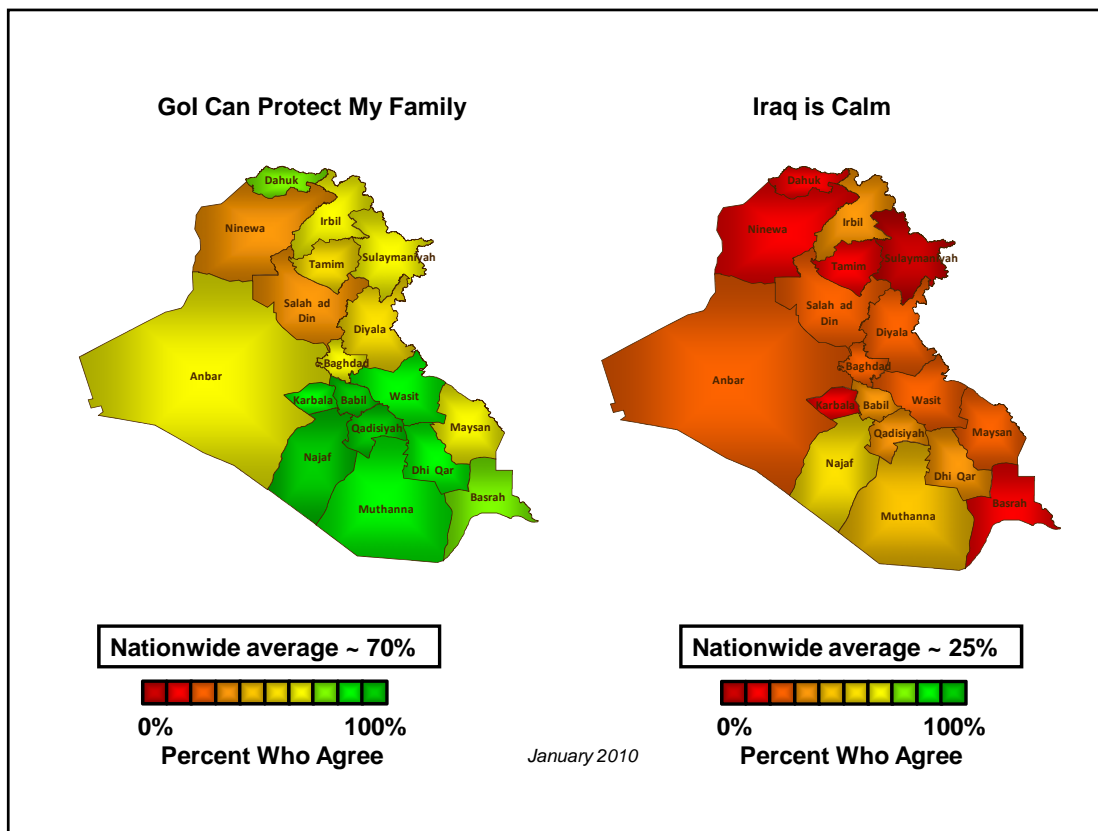 GoI Can Protect My Family
Dahuk
Ninewa
Irbil
Tamim
Sulaymaniyah
Salah ad
Din
Diyala
Baghdad
Anbar
Karbala
Babil
Wasit
Qadisiyah
Maysan
Najaf
Dhi Qar
Basrah
Muthanna
Nationwide average ~ 70%
0% 100%
Percent Who Agree
Iraq is Calm
Dahuk
Ninewa
Irbil
Tamim
Sulaymaniyah
Salah ad
Din
Diyala
Baghdad
Anbar
Karbala
Babil
Wasit
Qadisiyah
Maysan
Najaf
Dhi Qar
Basrah
Muthanna
Nationwide average ~ 25%
0% 100%
Percent Who Agree
January 2010